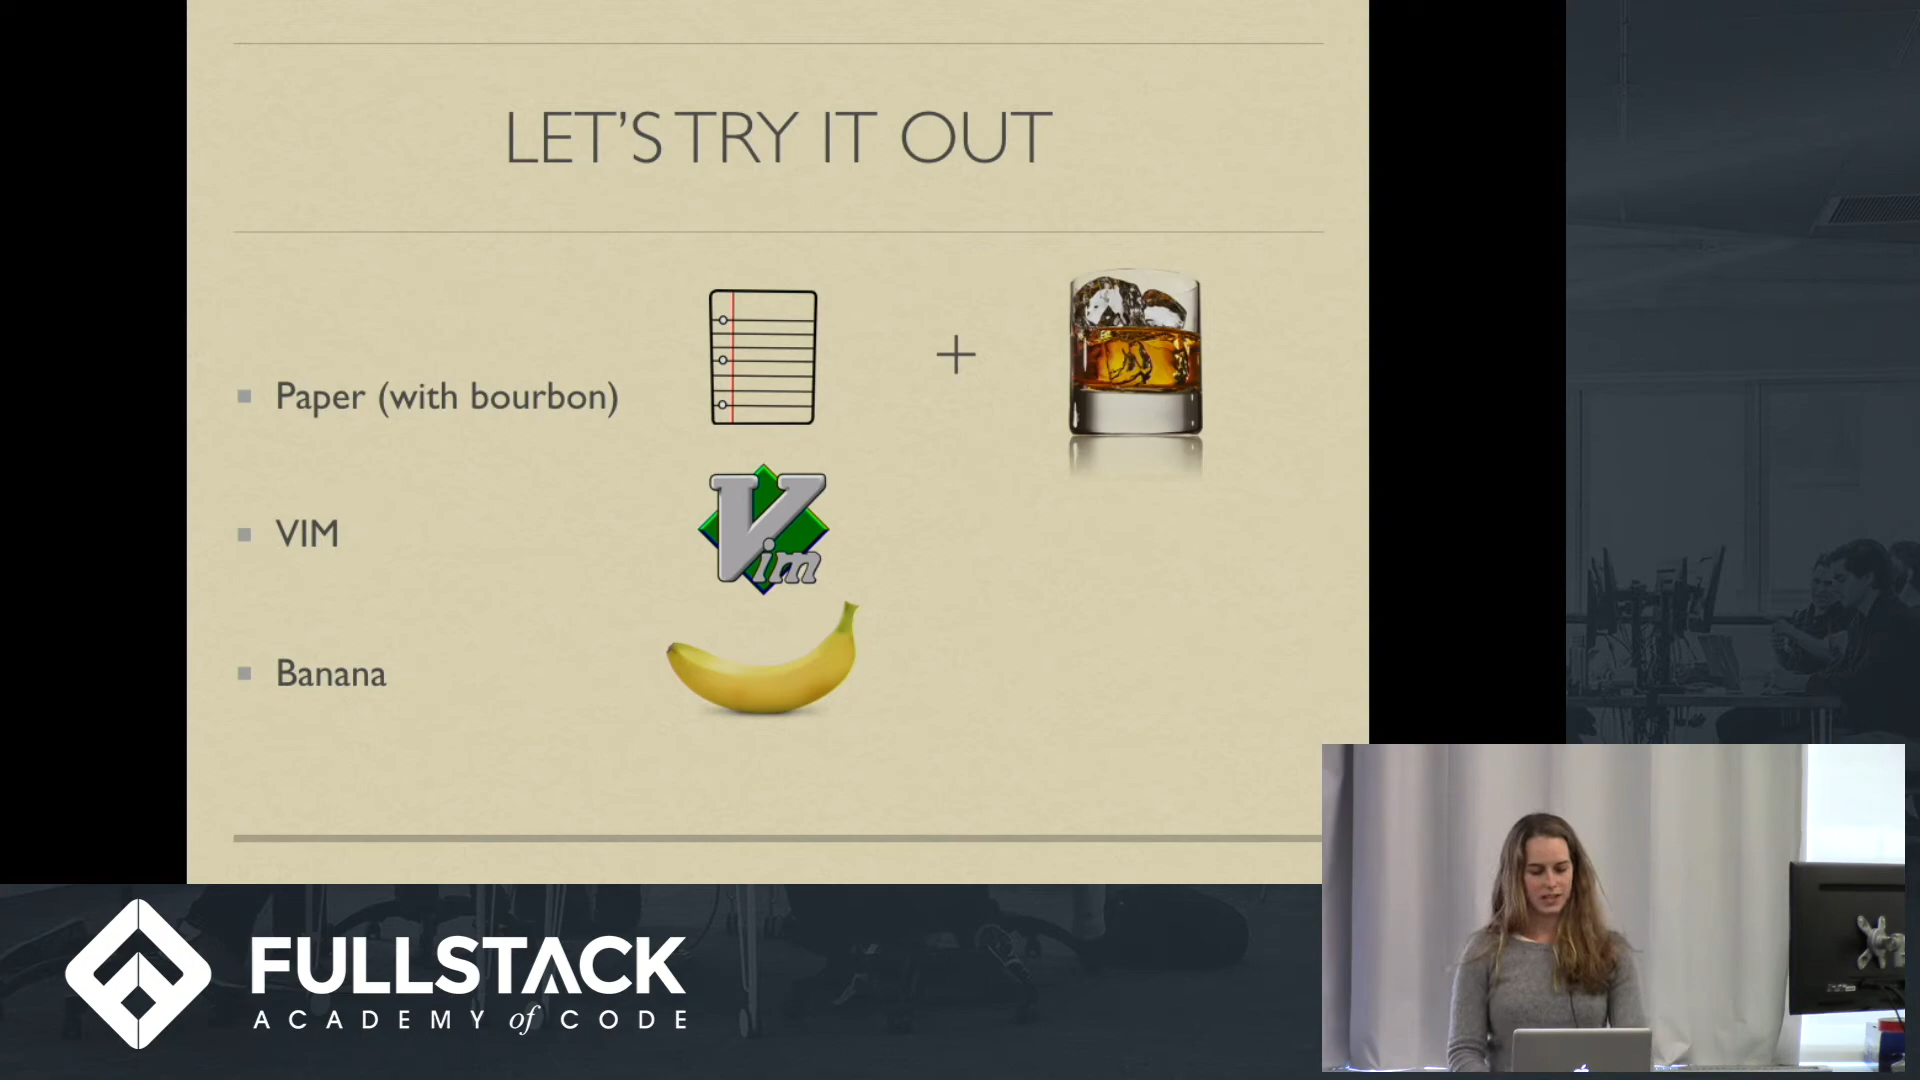 LET'S TRY IT OUT
Paper (with bourbon)
+
VIM
Vim
Banana
FULLSTACK
ACADEMY of CODE